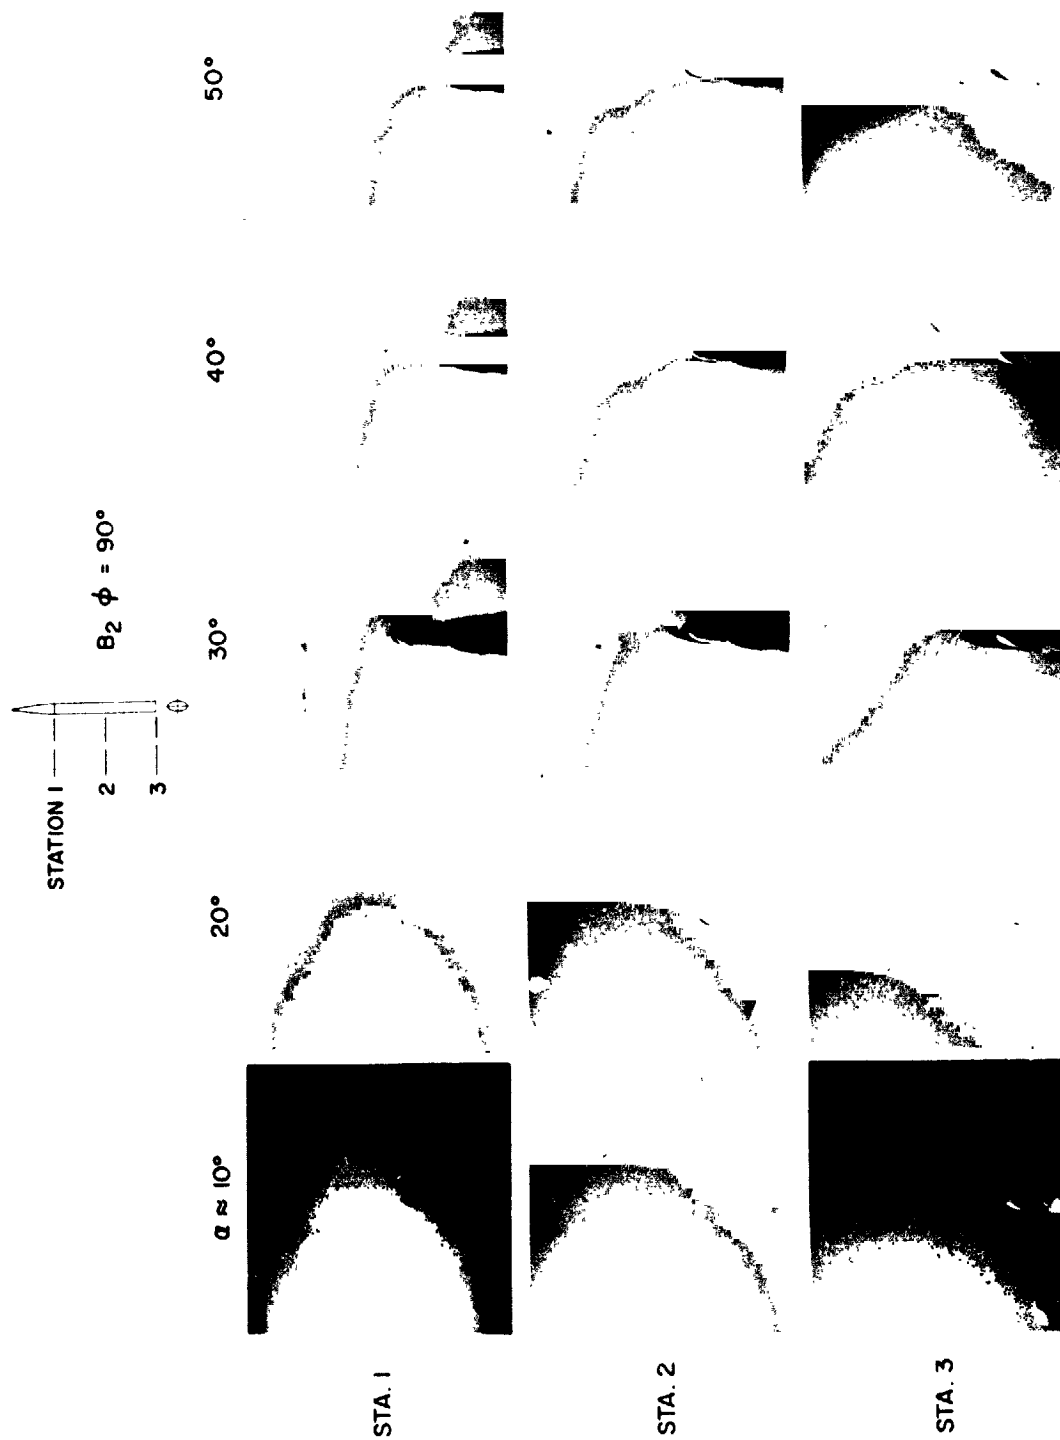 STATION 1
2
3
B2 ϕ = 90°
α ≈ 10°
20°
30°
40°
50°
STA. 1
STA. 2
STA. 3